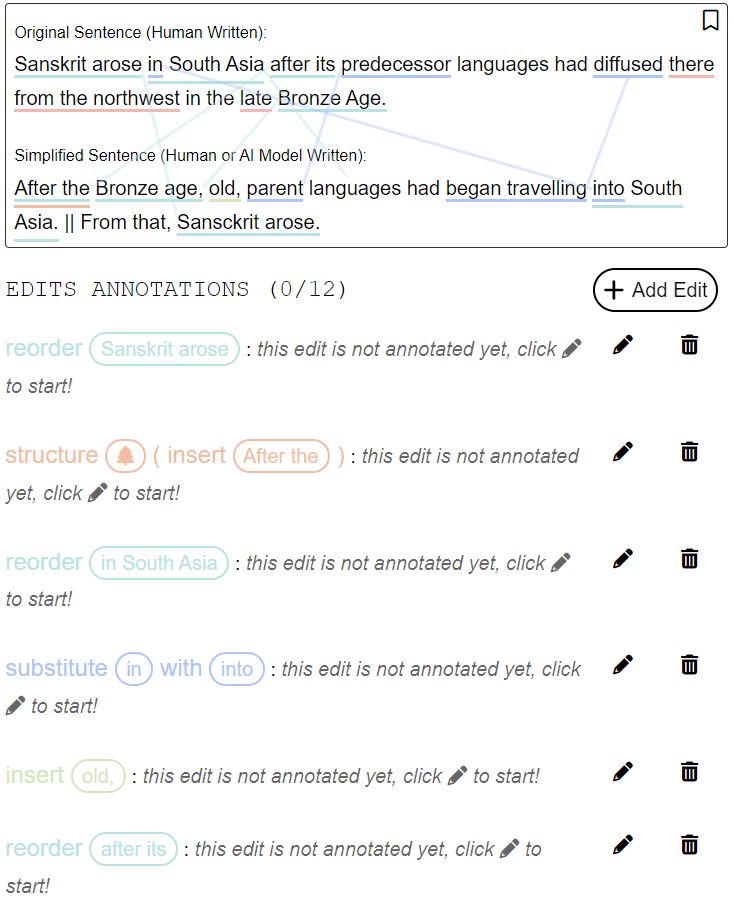 Original Sentence (Human Written):
Sanskrit arose in South Asia after its predecessor languages had diffused there
from the northwest in the late Bronze Age.
Simplified Sentence (Human or AI Model Written):
After the Bronze age, old, parent languages had began travelling into South
Asia. || From that, Sansckrit arose.
EDITS ANNOTATIONS (0/12)
+ Add Edit
reorder Sanskrit arose : this edit is not annotated yet, click
to start!
structure ( insert After the ) : this edit is not annotated
yet, click to start!
reorder in South Asia : this edit is not annotated yet, click
to start!
substitute in with into : this edit is not annotated yet, click
to start!
insert old, : this edit is not annotated yet, click to start!
reorder after its : this edit is not annotated yet, click to
start!